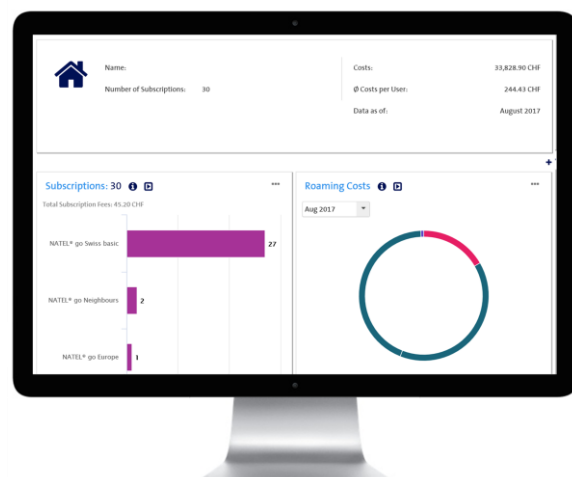 Name:
Number of Subscriptions: 30
Costs: 33,828.90 CHF
Ø Costs per User: 244.43 CHF
Data as of: August 2017
Subscriptions: 30
Total Subscription Fees: 45.20 CHF
NATEL® go Swiss basic 27
NATEL® go Neighbours 2
NATEL® go Europe 1
Roaming Costs
Aug 2017